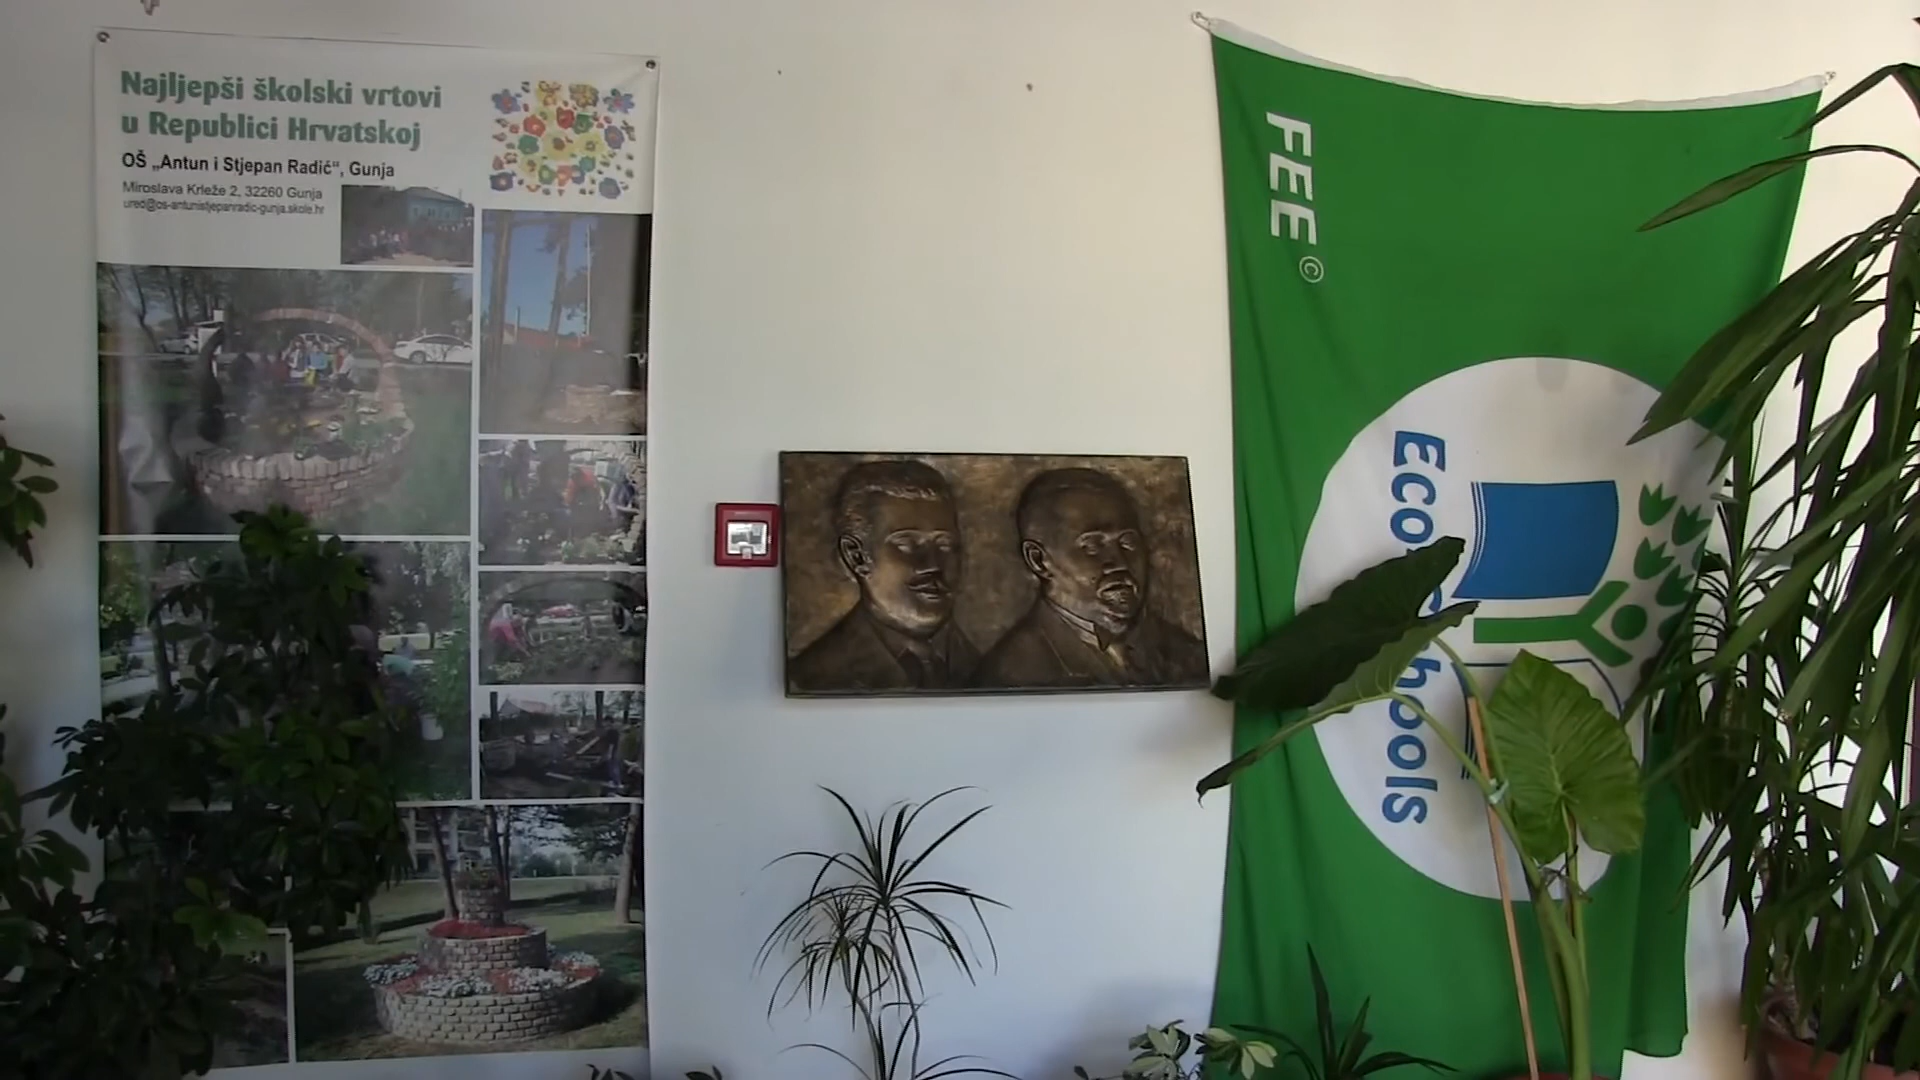 Najljepši školski vrtovi
u Republici Hrvatskoj
OŠ „Antun i Stjepan Radić“, Gunja
Miroslava Krleže 2, 32260 Gunja
ured@os-antunistjepanradic-gunja.skole.hr
FEE©
Eco-Schools